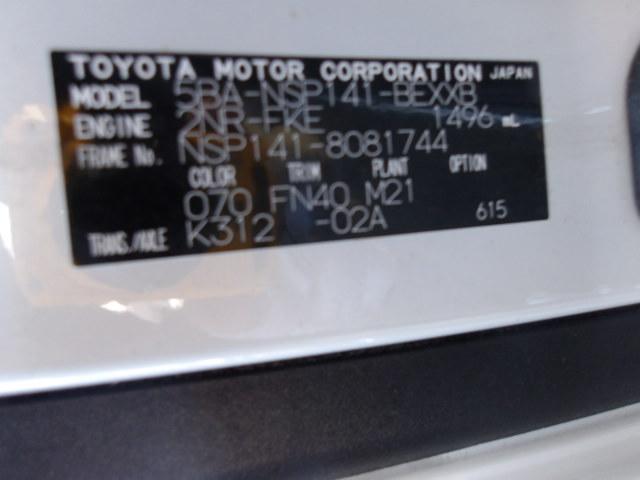 TOYOTA MOTOR CORPORATION JAPAN
MODEL 5BA-NSP141-BEXXB
ENGINE 2NR-FKE 1496 mL
FRAME No. NSP141-8081744
COLOR TRIM PLANT OPTION
070 FN40 M21
TRANS./AXLE K312 -02A 615